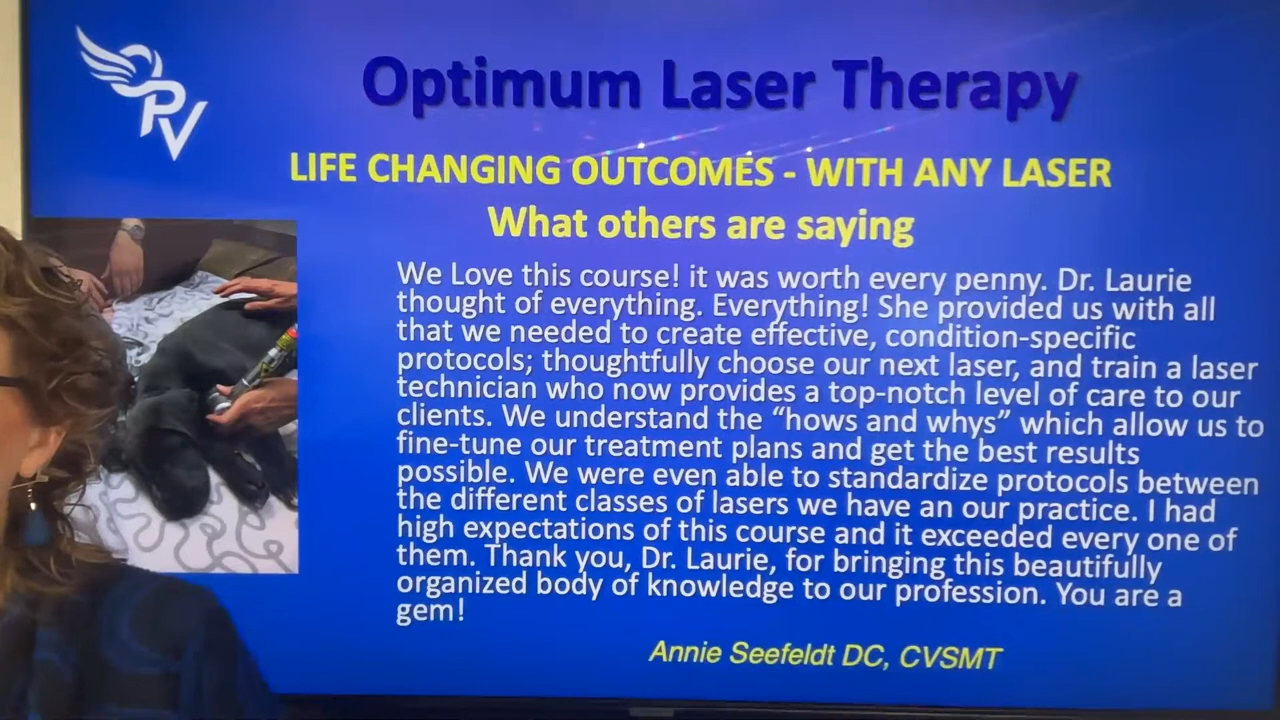 PV
Optimum Laser Therapy
LIFE CHANGING OUTCOMES - WITH ANY LASER
What others are saying
We Love this course! it was worth every penny. Dr. Laurie
thought of everything. Everything! She provided us with all
that we needed to create effective, condition-specific
protocols; thoughtfully choose our next laser, and train a laser
technician who now provides a top-notch level of care to our
clients. We understand the “hows and whys” which allow us to
fine-tune our treatment plans and get the best results
possible. We were even able to standardize protocols between
the different classes of lasers we have an our practice. I had
high expectations of this course and it exceeded every one of
them. Thank you, Dr. Laurie, for bringing this beautifully
organized body of knowledge to our profession. You are a
gem!
Annie Seefeldt DC, CVSMT